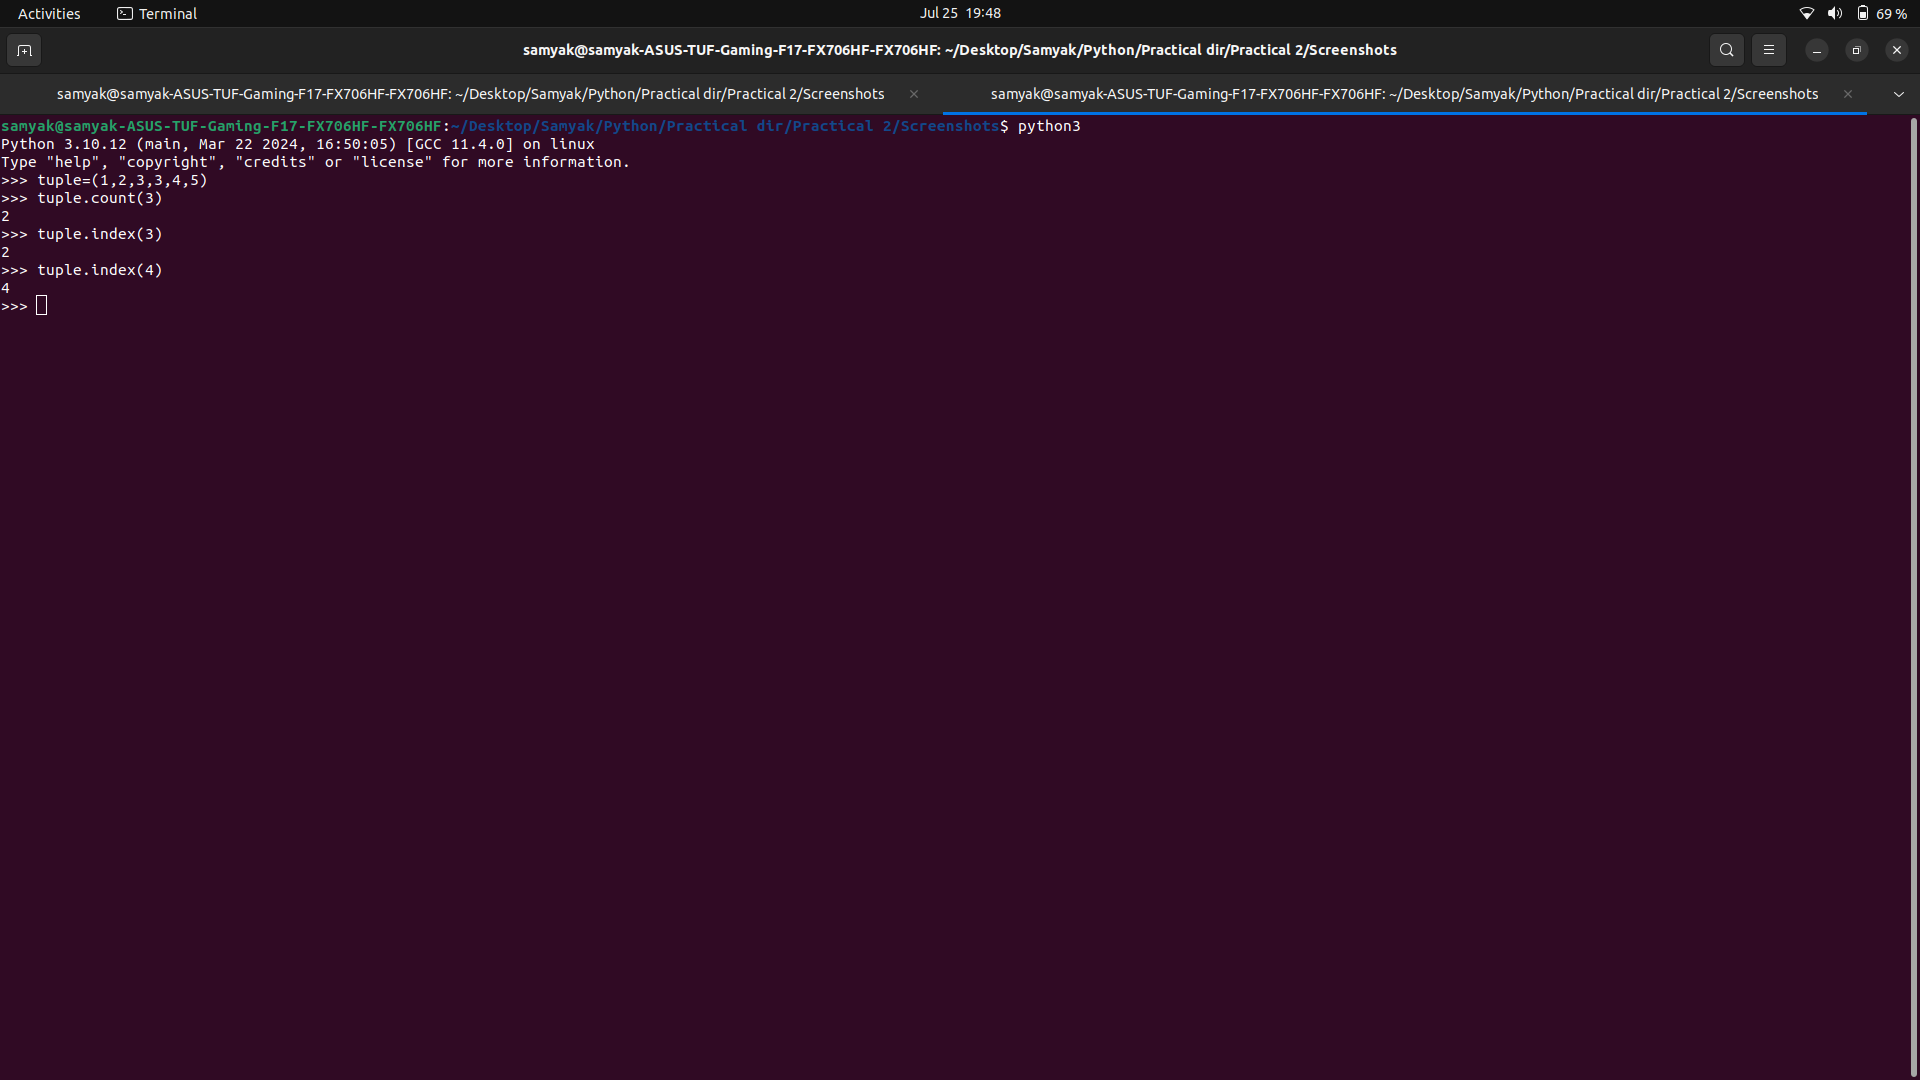 Activities Terminal Jul 25 19:48 69 %
samyak@samyak-ASUS-TUF-Gaming-F17-FX706HF-FX706HF: ~/Desktop/Samyak/Python/Practical dir/Practical 2/Screenshots
samyak@samyak-ASUS-TUF-Gaming-F17-FX706HF-FX706HF: ~/Desktop/Samyak/Python/Practical dir/Practical 2/Screenshots samyak@samyak-ASUS-TUF-Gaming-F17-FX706HF-FX706HF: ~/Desktop/Samyak/Python/Practical dir/Practical 2/Screenshots
samyak@samyak-ASUS-TUF-Gaming-F17-FX706HF-FX706HF:~/Desktop/Samyak/Python/Practical dir/Practical 2/Screenshots$ python3
Python 3.10.12 (main, Mar 22 2024, 16:50:05) [GCC 11.4.0] on linux
Type "help", "copyright", "credits" or "license" for more information.
>>> tuple=(1,2,3,3,4,5)
>>> tuple.count(3)
2
>>> tuple.index(3)
2
>>> tuple.index(4)
4
>>>